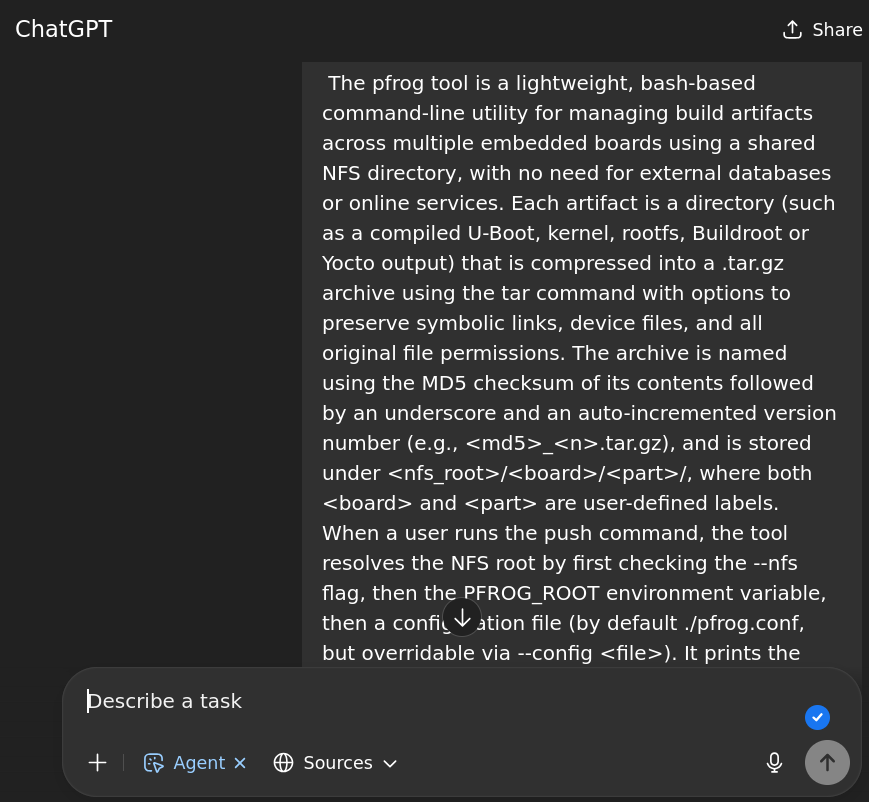 ChatGPT
Share
The pfrog tool is a lightweight, bash-based
command-line utility for managing build artifacts
across multiple embedded boards using a shared
NFS directory, with no need for external databases
or online services. Each artifact is a directory (such
as a compiled U-Boot, kernel, rootfs, Buildroot or
Yocto output) that is compressed into a .tar.gz
archive using the tar command with options to
preserve symbolic links, device files, and all
original file permissions. The archive is named
using the MD5 checksum of its contents followed
by an underscore and an auto-incremented version
number (e.g., <md5>_<n>.tar.gz), and is stored
under <nfs_root>/<board>/<part>/, where both
<board> and <part> are user-defined labels.
When a user runs the push command, the tool
resolves the NFS root by first checking the --nfs
flag, then the PFROG_ROOT environment variable,
then a file (by default ./pfrog.conf,
but overridable via --config <file>). It prints the
Describe a task
Agent
Sources